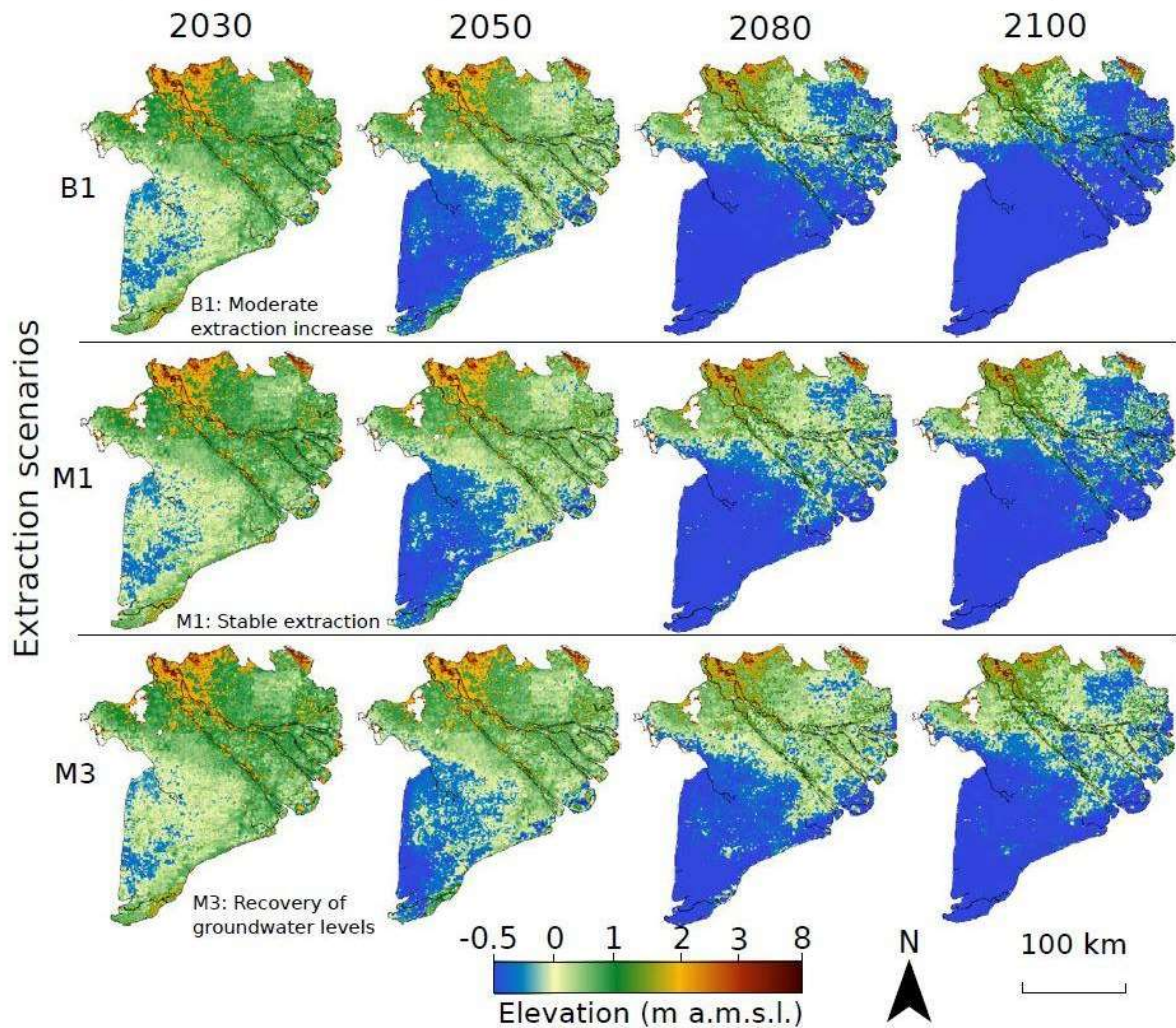 2030 2050 2080 2100
Extraction scenarios
B1
B1: Moderate
extraction increase
M1
M1: Stable extraction
M3
M3: Recovery of
groundwater levels
-0.5 0 1 2 3 8
Elevation (m a.m.s.l.)
N
100 km